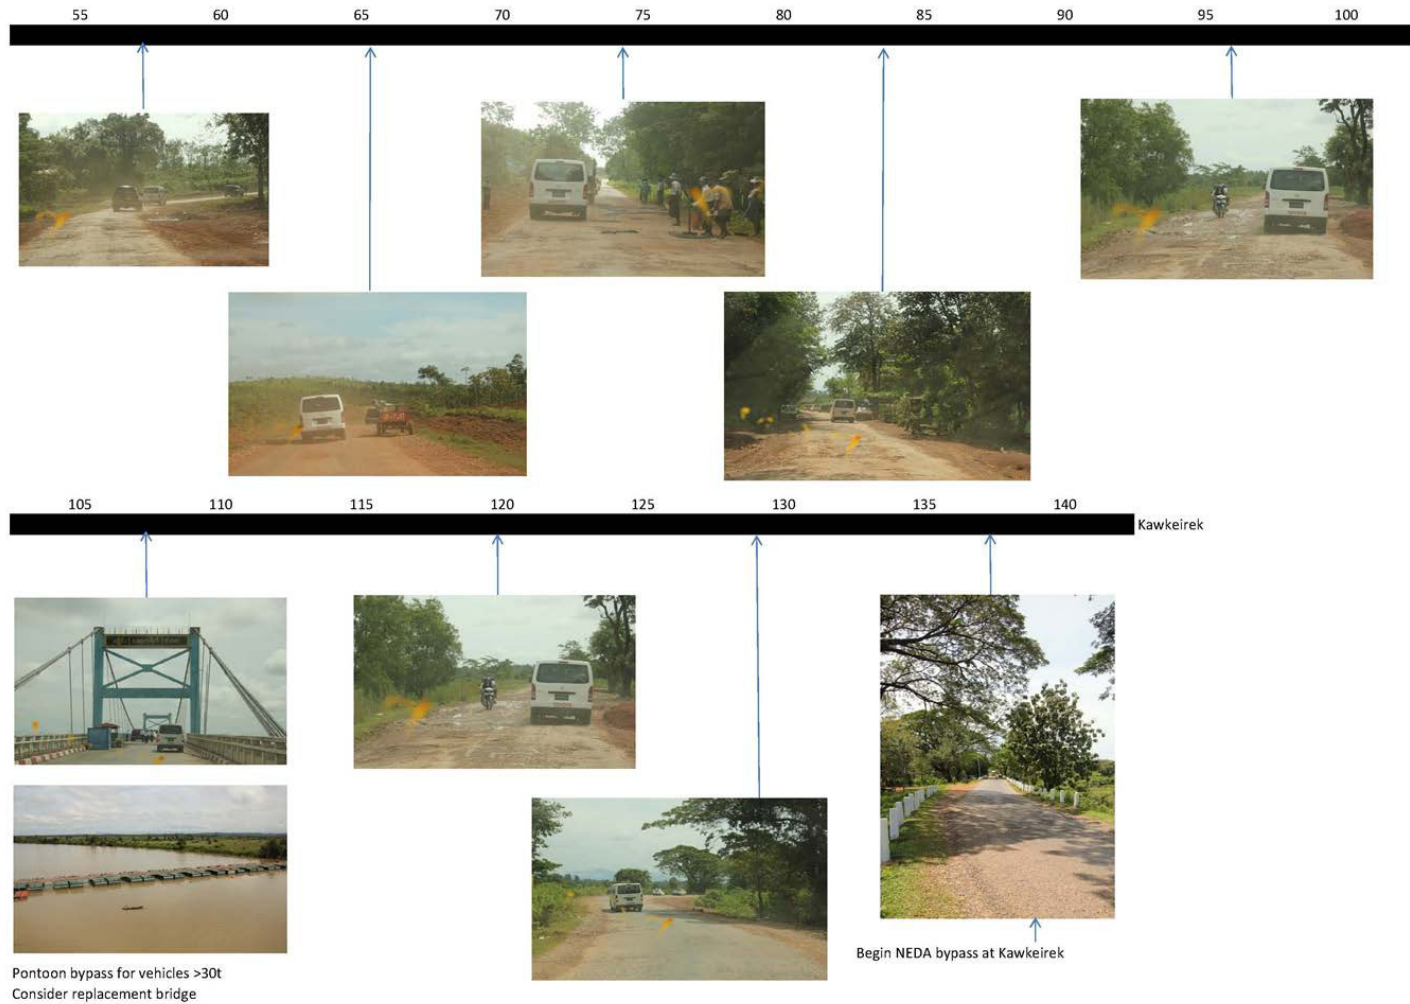 55 60 65 70 75 80 85 90 95 100
105 110 115 120 125 130 135 140
Kawkeirek
Pontoon bypass for vehicles >30t
Consider replacement bridge
Begin NEDA bypass at Kawkeirek